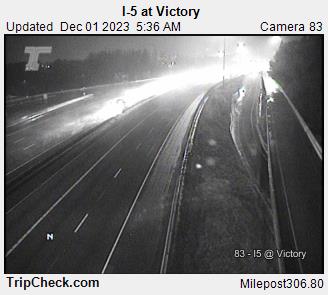 I-5 at Victory
Updated Dec 01 2023 5:36 AM Camera 83
T
N
83 - I5 @ Victory
TripCheck.com Milepost306.80